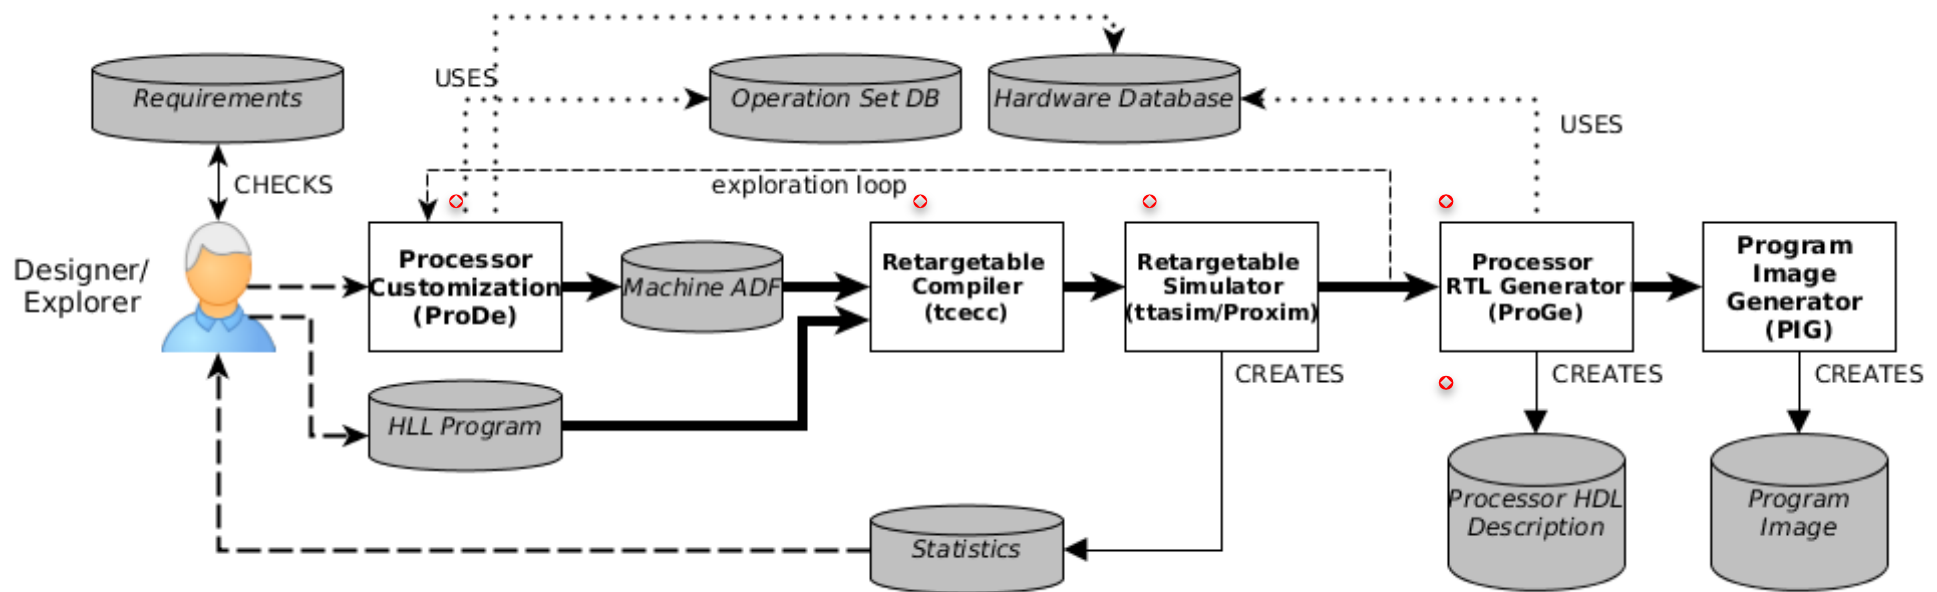 USES
Requirements
Operation Set DB
Hardware Database
USES
CHECKS
exploration loop
Designer/
Explorer
Processor
Customization
(ProDe)
Machine ADF
Retargetable
Compiler
(tcecc)
Retargetable
Simulator
(ttasim/Proxim)
Processor
RTL Generator
(ProGe)
Program
Image
Generator
(PIG)
CREATES
CREATES
CREATES
HLL Program
Processor HDL
Description
Program
Image
Statistics